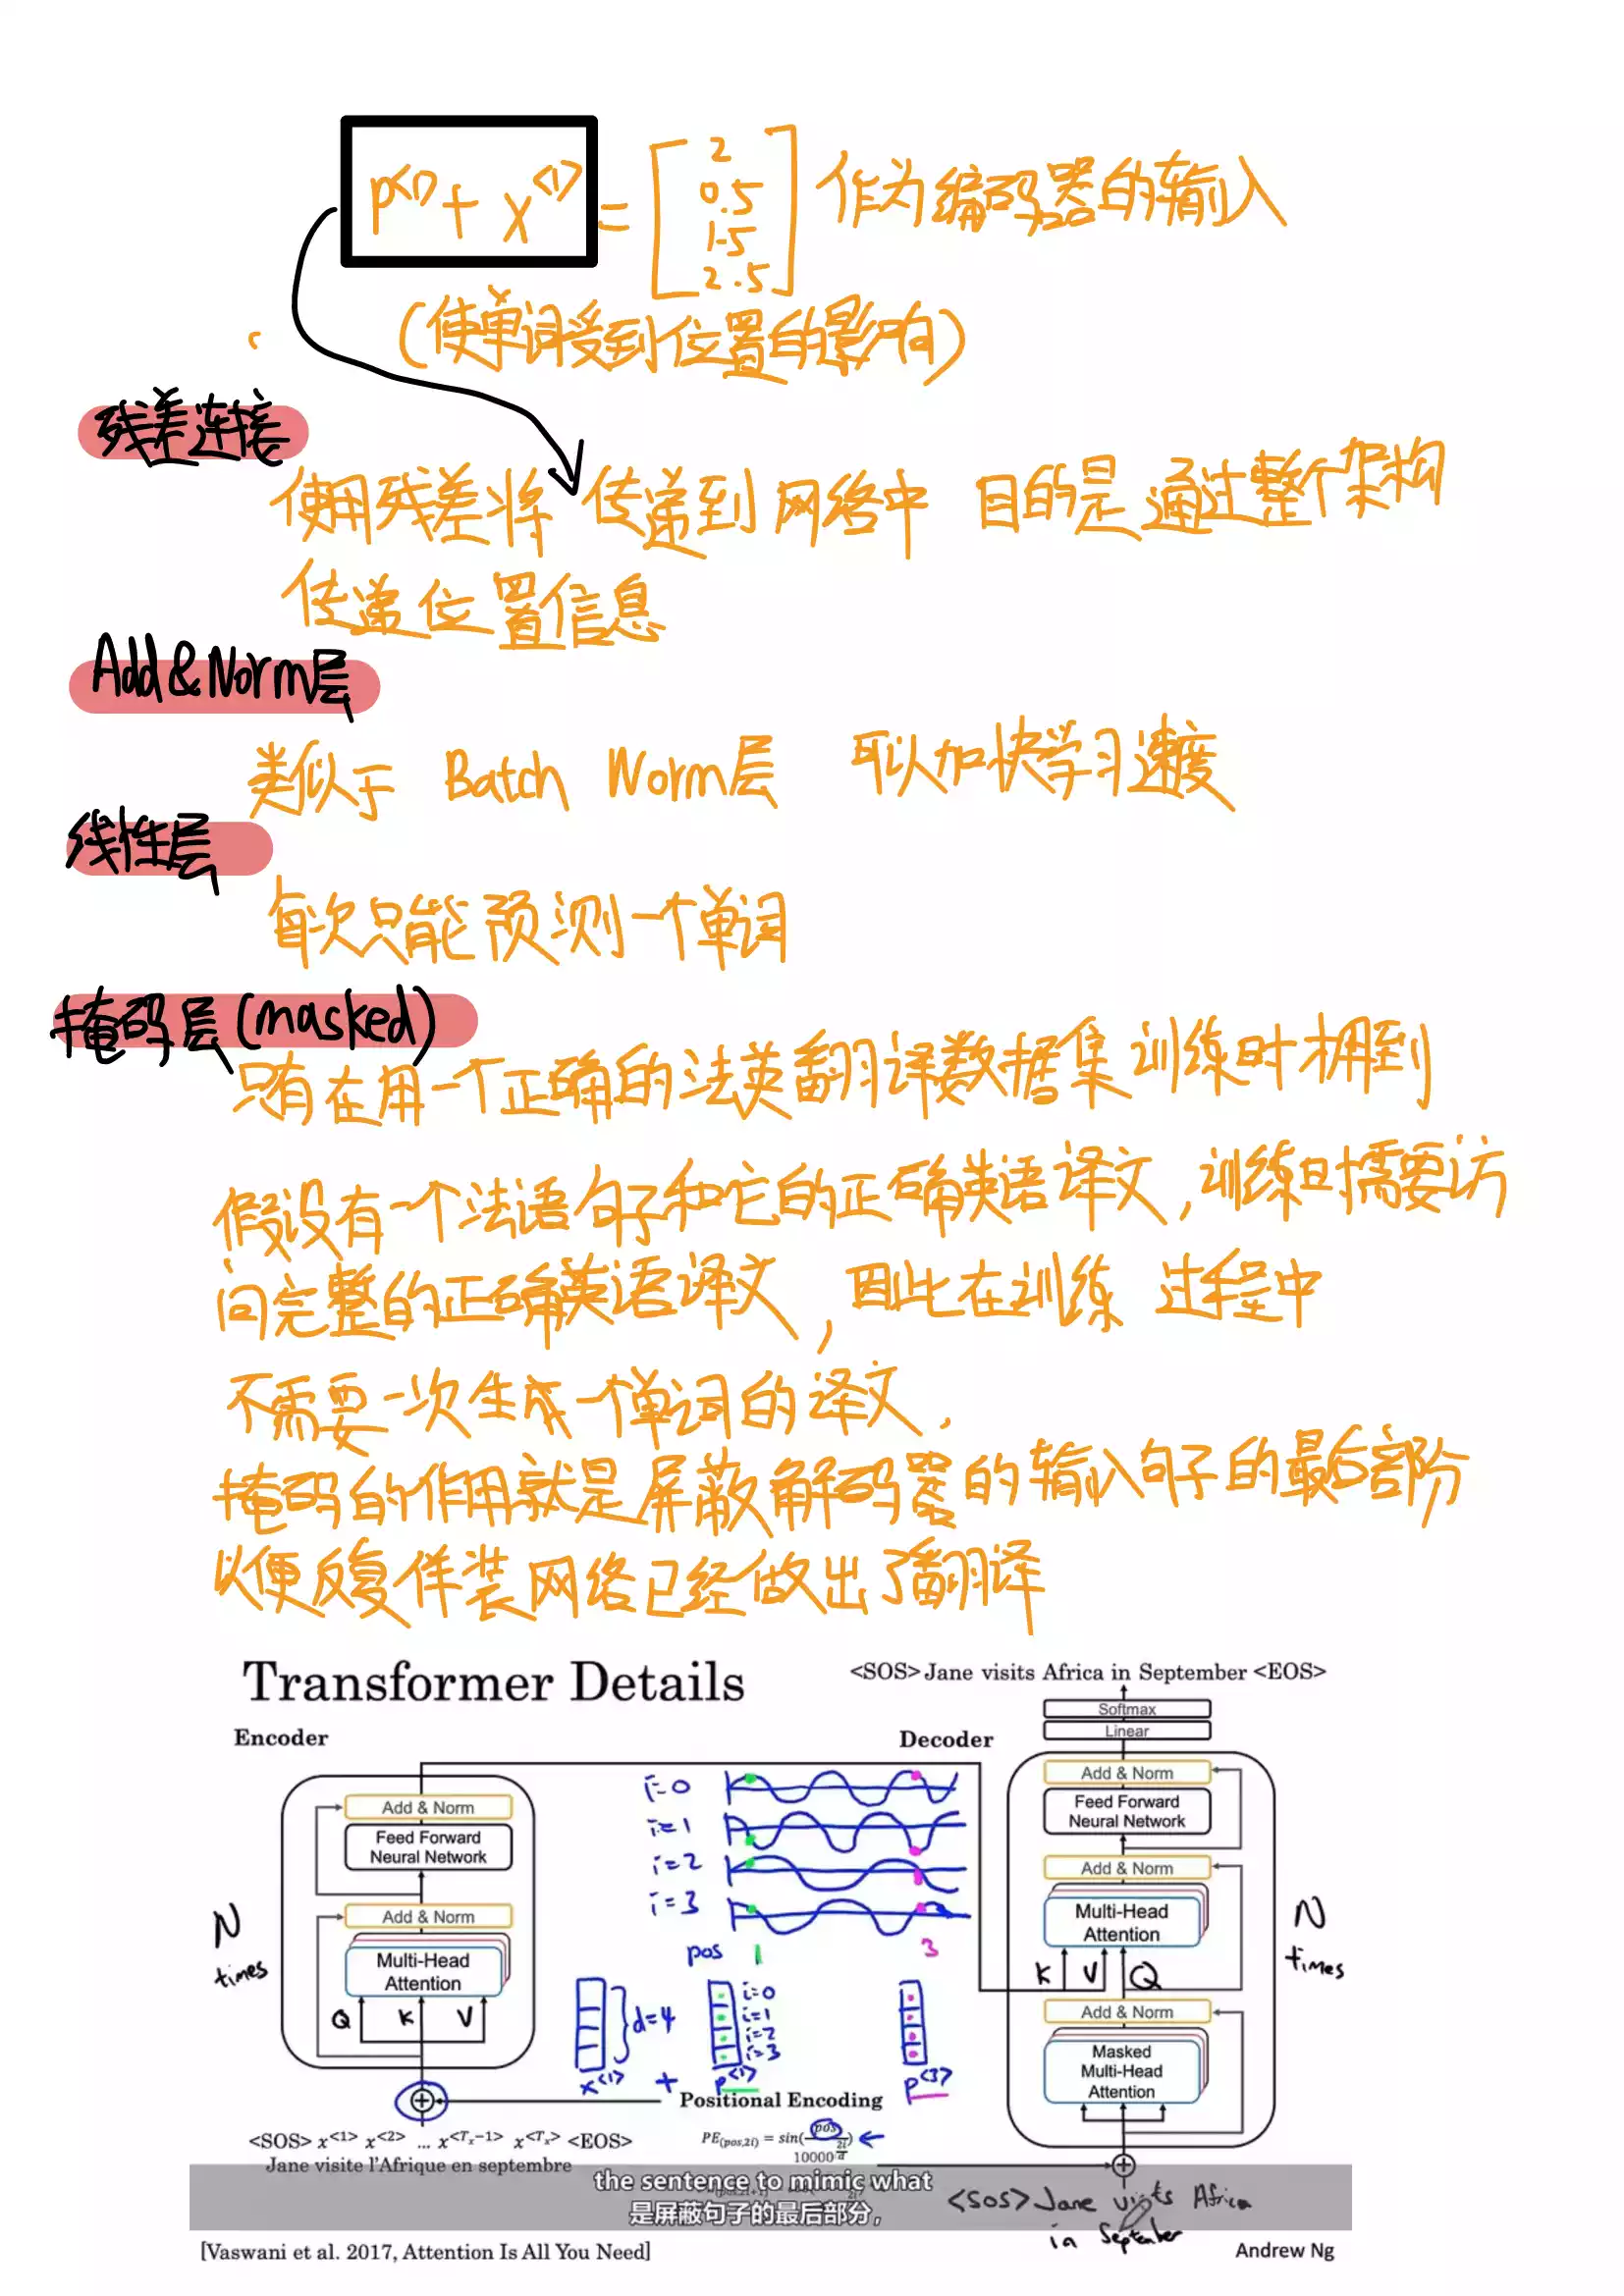 p<1> + x<1> = [2 0.5 1.5 2.5] 作为编码器的输入
(使单词受到位置的影响)
残差连接
使用残差将 传递到网络中 目的是通过整个架构
传递位置信息
Add&Norm层
类似于 Batch Norm层 可以加快学习速度
线性层
每次只能预测一个单词
掩码层(masked)
只有在用一个正确的法英翻译数据集训练时拥到
假设有一个法语句子和它的正确英语译文,训练时需要访
问完整的正确英语译文,因此在训练 过程中
不需要一次生成一个单词的译文.
掩码的作用就是屏蔽解码器的输入句子的最后部分
以便反复佯装网络已经做出了翻译
Transformer Details
<SOS> Jane visits Africa in September <EOS>
Softmax
Linear
Encoder
Decoder
Add & Norm
Feed Forward
Neural Network
Add & Norm
Multi-Head
Attention
Q K V
N
times
i=0
i=1
i=2
i=3
pos 1 3
d=4
i=0
i=1
i=2
i=3
x<1> + p<1> p<3>
Add & Norm
Feed Forward
Neural Network
Add & Norm
Multi-Head
Attention
K V Q
N
times
Add & Norm
Masked
Multi-Head
Attention
Positional Encoding
PE(pos,2i) = sin(pos/10000^(2i/d))
<SOS> x<1> x<2> ... x<Tx-1> x<Tx> <EOS>
Jane visite l'Afrique en septembre
the sentence to mimic what
是屏蔽句子的最后部分,
<SOS> Jane visits Africa
in September
[Vaswani et al. 2017, Attention Is All You Need]
Andrew Ng